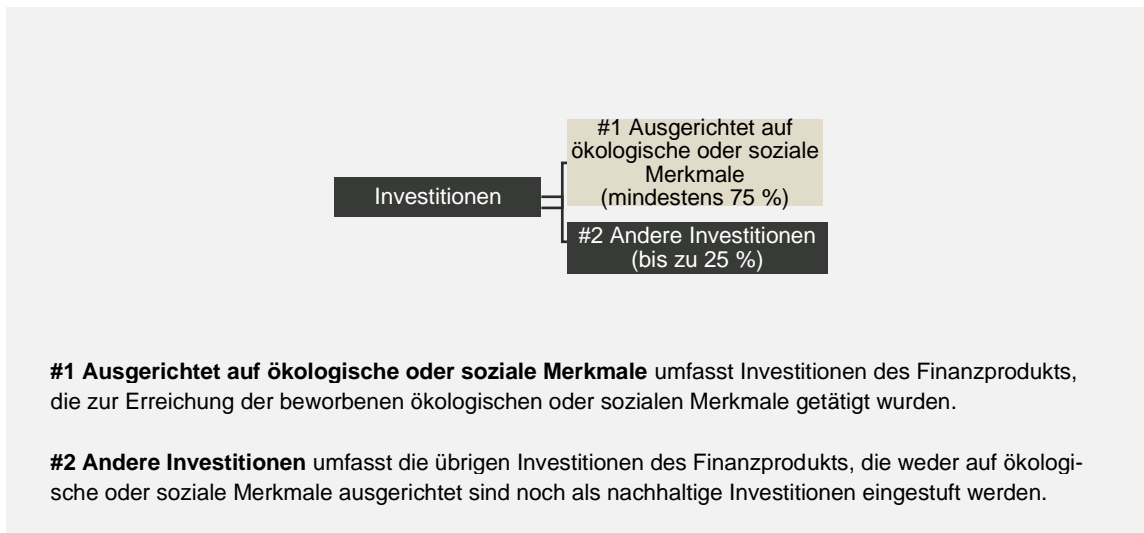 Investitionen
#1 Ausgerichtet auf
ökologische oder soziale
Merkmale
(mindestens 75 %)
#2 Andere Investitionen
(bis zu 25 %)
#1 Ausgerichtet auf ökologische oder soziale Merkmale umfasst Investitionen des Finanzprodukts,
die zur Erreichung der beworbenen ökologischen oder sozialen Merkmale getätigt wurden.
#2 Andere Investitionen umfasst die übrigen Investitionen des Finanzprodukts, die weder auf ökologi-
sche oder soziale Merkmale ausgerichtet sind noch als nachhaltige Investitionen eingestuft werden.